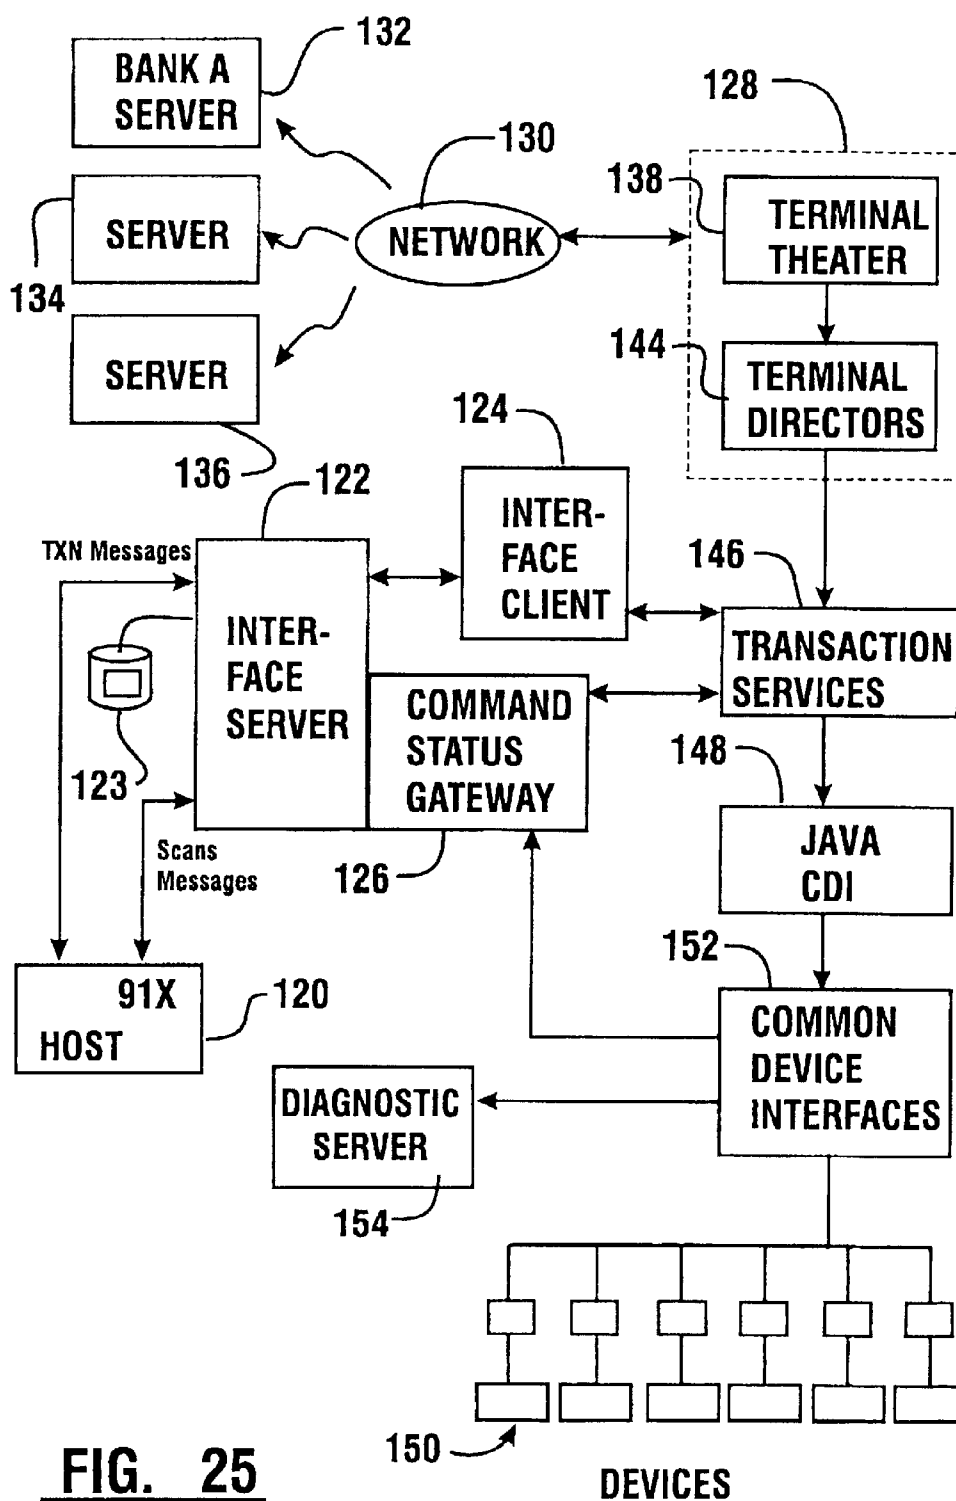 132
BANK A
SERVER
128
130
138
TERMINAL
THEATER
SERVER
NETWORK
134
SERVER
144
TERMINAL
DIRECTORS
124
136
122
INTER-
FACE
CLIENT
TXN Messages
146
INTER-
FACE
SERVER
TRANSACTION
SERVICES
COMMAND
STATUS
GATEWAY
123
148
Scans
Messages
126
JAVA
CDI
152
91X
HOST
120
COMMON
DEVICE
INTERFACES
DIAGNOSTIC
SERVER
154
150
DEVICES
FIG. 25